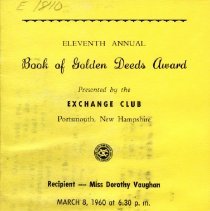 E 1840
ELEVENTH ANNUAL
Book of Golden Deeds Award
Presented by the
EXCHANGE CLUB
Portsmouth, New Hampshire
Recipient — Miss Dorothy Vaughan
MARCH 8, 1960 at 6:30 p. m.